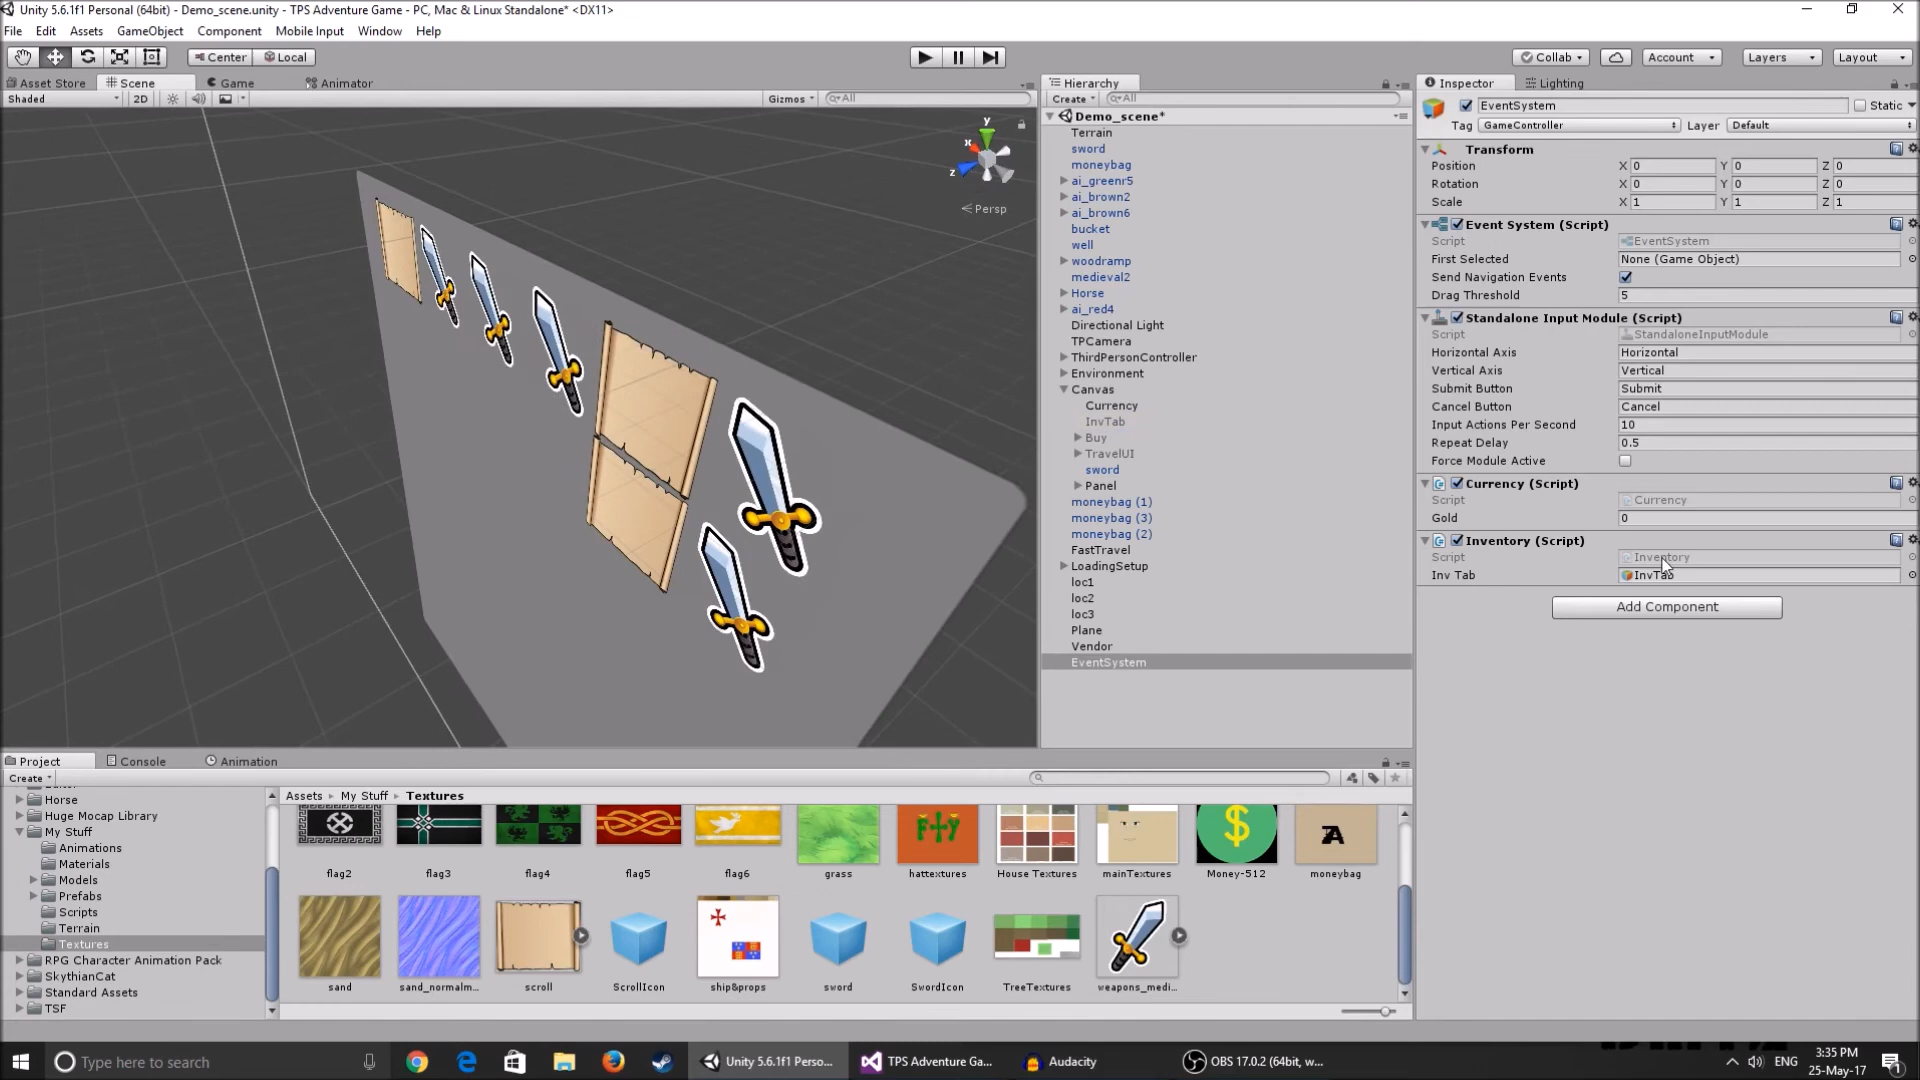 Unity 5.6.1f1 Personal (64bit) - Demo_scene.unity - TPS Adventure Game - PC, Mac & Linux Standalone* <DX11>
File Edit Assets GameObject Component Mobile Input Window Help
Center Local
Collab Account Layers Layout
Asset Store Scene Game Animator
Shaded 2D Gizmos All
y
x
z
Persp
Hierarchy
Create All
Demo_scene*
Terrain
sword
moneybag
ai_greenr5
ai_brown2
ai_brown6
bucket
well
woodramp
medieval2
Horse
ai_red4
Directional Light
TPCamera
ThirdPersonController
Environment
Canvas
Currency
InvTab
Buy
TravelUI
sword
Panel
moneybag (1)
moneybag (3)
moneybag (2)
FastTravel
LoadingSetup
loc1
loc2
loc3
Plane
Vendor
EventSystem
Inspector Lighting
EventSystem Static
Tag GameController Layer Default
Transform
Position X 0 Y 0 Z 0
Rotation X 0 Y 0 Z 0
Scale X 1 Y 1 Z 1
Event System (Script)
Script EventSystem
First Selected None (Game Object)
Send Navigation Events
Drag Threshold 5
Standalone Input Module (Script)
Script StandaloneInputModule
Horizontal Axis Horizontal
Vertical Axis Vertical
Submit Button Submit
Cancel Button Cancel
Input Actions Per Second 10
Repeat Delay 0.5
Force Module Active
Currency (Script)
Script Currency
Gold 0
Inventory (Script)
Script Inventory
Inv Tab InvTab
Add Component
Project Console Animation
Create
Horse
Huge Mocap Library
My Stuff
Animations
Materials
Models
Prefabs
Scripts
Terrain
Textures
RPG Character Animation Pack
SkythianCat
Standard Assets
TSF
Assets My Stuff Textures
flag2 flag3 flag4 flag5 flag6 grass hattextures House Textures mainTextures Money-512 moneybag
sand sand_normalm... scroll ScrollIcon ship&props sword SwordIcon TreeTextures weapons_medi...
Type here to search
Unity 5.6.1f1 Perso... TPS Adventure Ga... Audacity OBS 17.0.2 (64bit, w...
ENG
3:35 PM
25-May-17
1